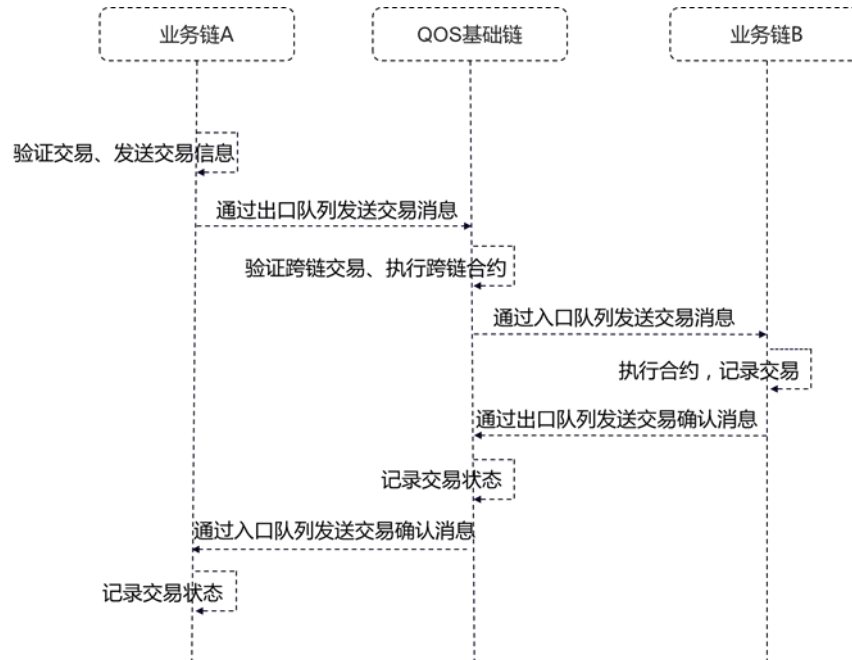 业务链A
QOS基础链
业务链B
验证交易、发送交易信息
通过出口队列发送交易消息
验证跨链交易、执行跨链合约
通过入口队列发送交易消息
执行合约，记录交易
通过出口队列发送交易确认消息
记录交易状态
通过入口队列发送交易确认消息
记录交易状态